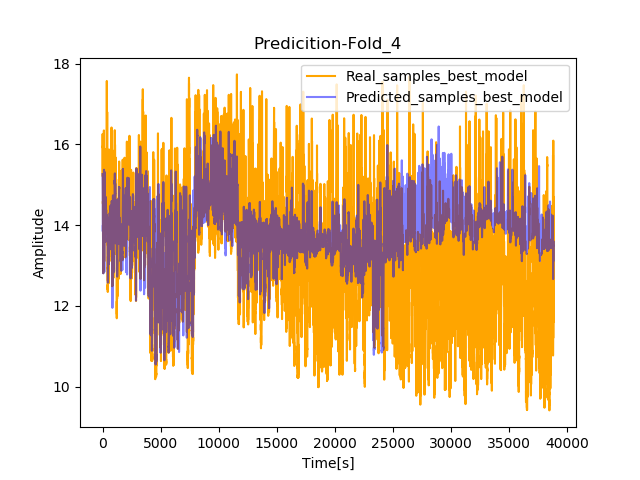 Predicition-Fold_4
Real_samples_best_model
Predicted_samples_best_model
18
16
14
12
10
Amplitude
0 5000 10000 15000 20000 25000 30000 35000 40000
Time[s]